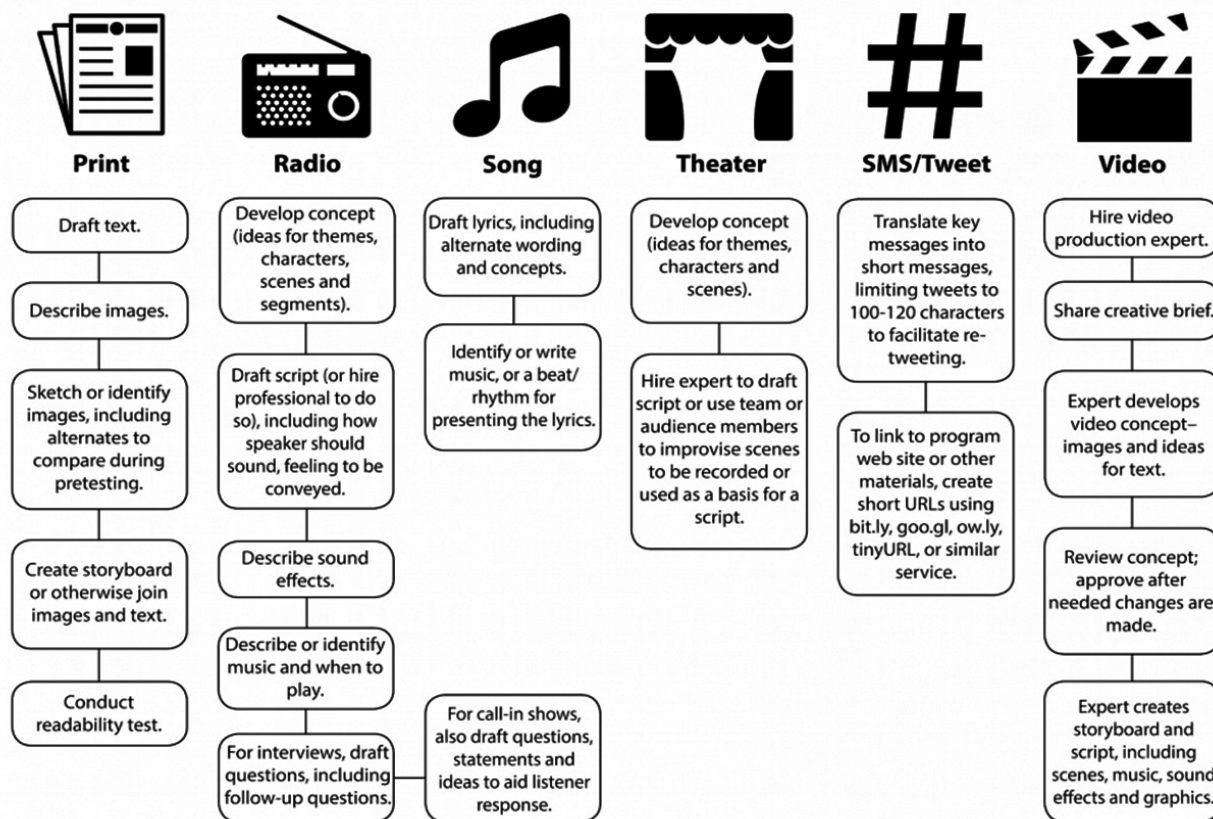 Print
Draft text.
Describe images.
Sketch or identify
images, including
alternates to
compare during
pretesting.
Create storyboard
or otherwise join
images and text.
Conduct
readability test.
Radio
Develop concept
(ideas for themes,
characters,
scenes and
segments).
Draft script (or hire
professional to do
so), including how
speaker should
sound, feeling to be
conveyed.
Describe sound
effects.
Describe or identify
music and when to
play.
For interviews, draft
questions, including
follow-up questions.
For call-in shows,
also draft questions,
statements and
ideas to aid listener
response.
Song
Draft lyrics, including
alternate wording
and concepts.
Identify or write
music, or a beat/
rhythm for
presenting the lyrics.
Theater
Develop concept
(ideas for themes,
characters and
scenes).
Hire expert to draft
script or use team or
audience members
to improvise scenes
to be recorded or
used as a basis for a
script.
SMS/Tweet
Translate key
messages into
short messages,
limiting tweets to
100-120 characters
to facilitate re-
tweeting.
To link to program
web site or other
materials, create
short URLs using
bit.ly, goo.gl, ow.ly,
tinyURL, or similar
service.
Video
Hire video
production expert.
Share creative brief.
Expert develops
video concept–
images and ideas
for text.
Review concept;
approve after
needed changes are
made.
Expert creates
storyboard and
script, including
scenes, music, sound
effects and graphics.